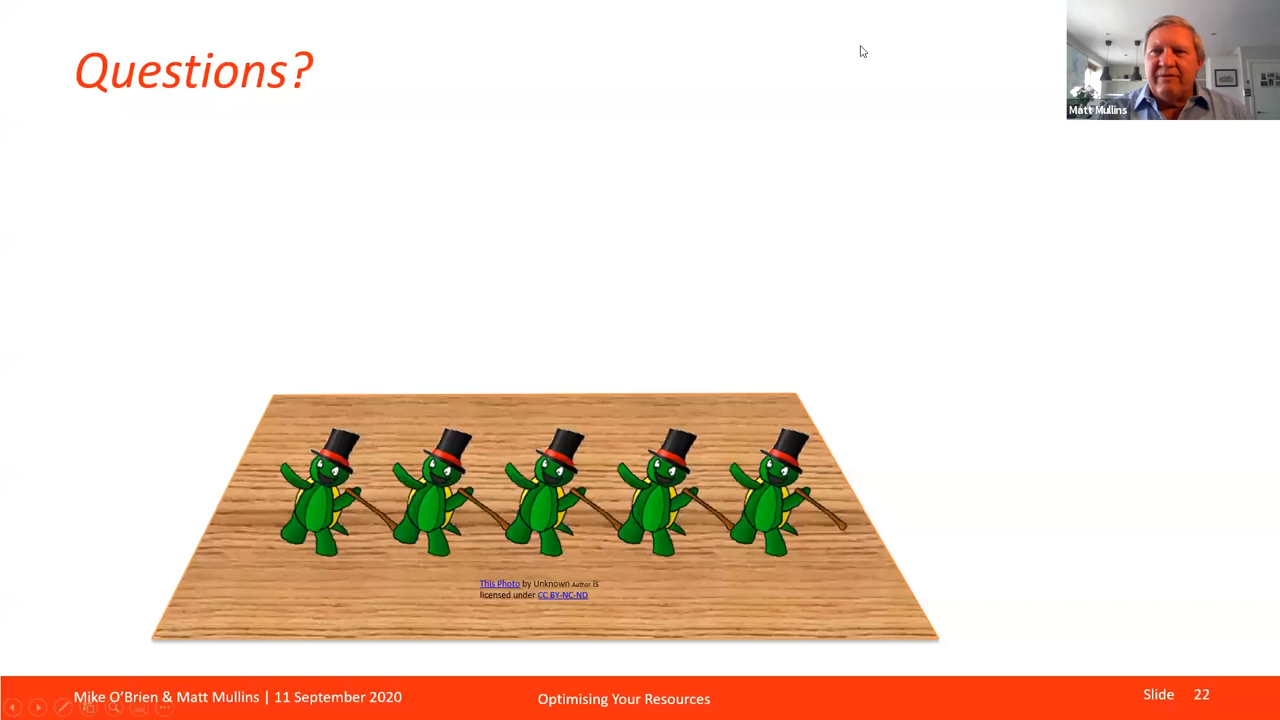 Questions?
Matt Mullins
This Photo by Unknown Author is
licensed under CC BY-NC-ND
Mike O'Brien & Matt Mullins | 11 September 2020
Optimising Your Resources
Slide 22